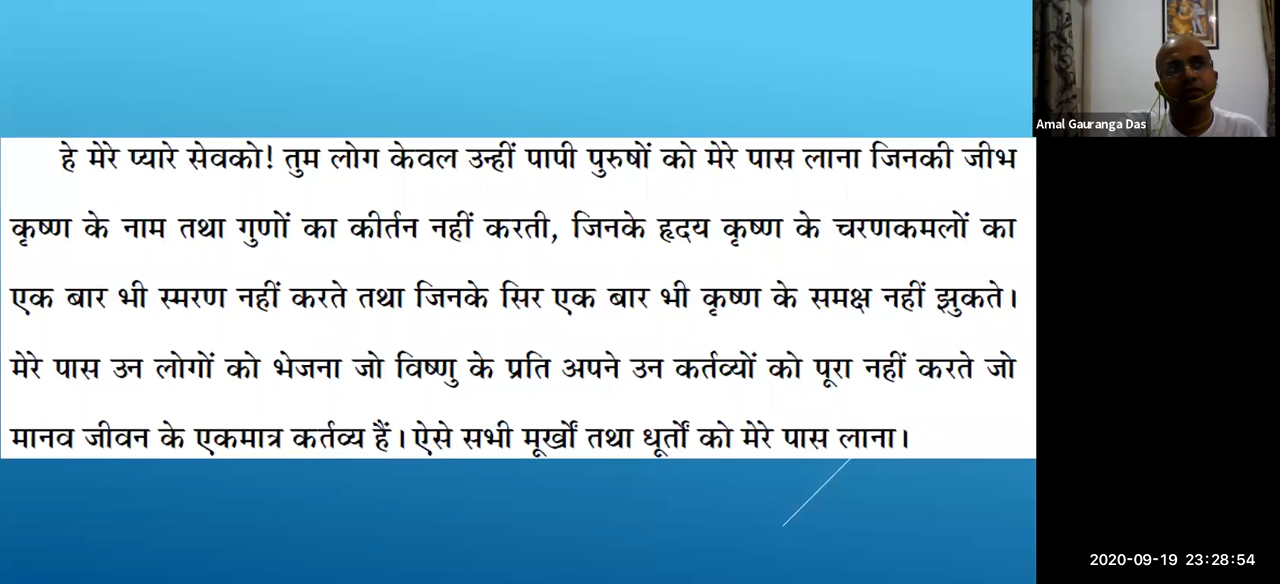 हे मेरे प्यारे सेवको! तुम लोग केवल उन्हीं पापी पुरुषों को मेरे पास लाना जिनकी जीभ
कृष्ण के नाम तथा गुणों का कीर्तन नहीं करती, जिनके हृदय कृष्ण के चरणकमलों का
एक बार भी स्मरण नहीं करते तथा जिनके सिर एक बार भी कृष्ण के समक्ष नहीं झुकते।
मेरे पास उन लोगों को भेजना जो विष्णु के प्रति अपने उन कर्तव्यों को पूरा नहीं करते जो
मानव जीवन के एकमात्र कर्तव्य हैं। ऐसे सभी मूर्खों तथा धूर्तों को मेरे पास लाना।
Amal Gauranga Das
2020-09-19 23:28:54